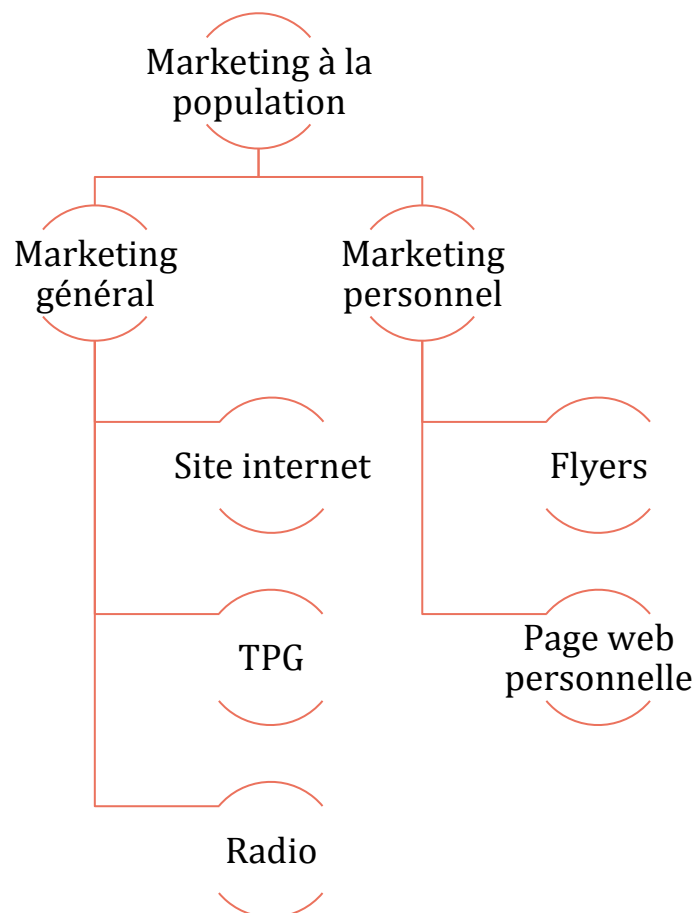 Marketing à la
population
Marketing
général
Marketing
personnel
Site internet
Flyers
TPG
Page web
personnelle
Radio